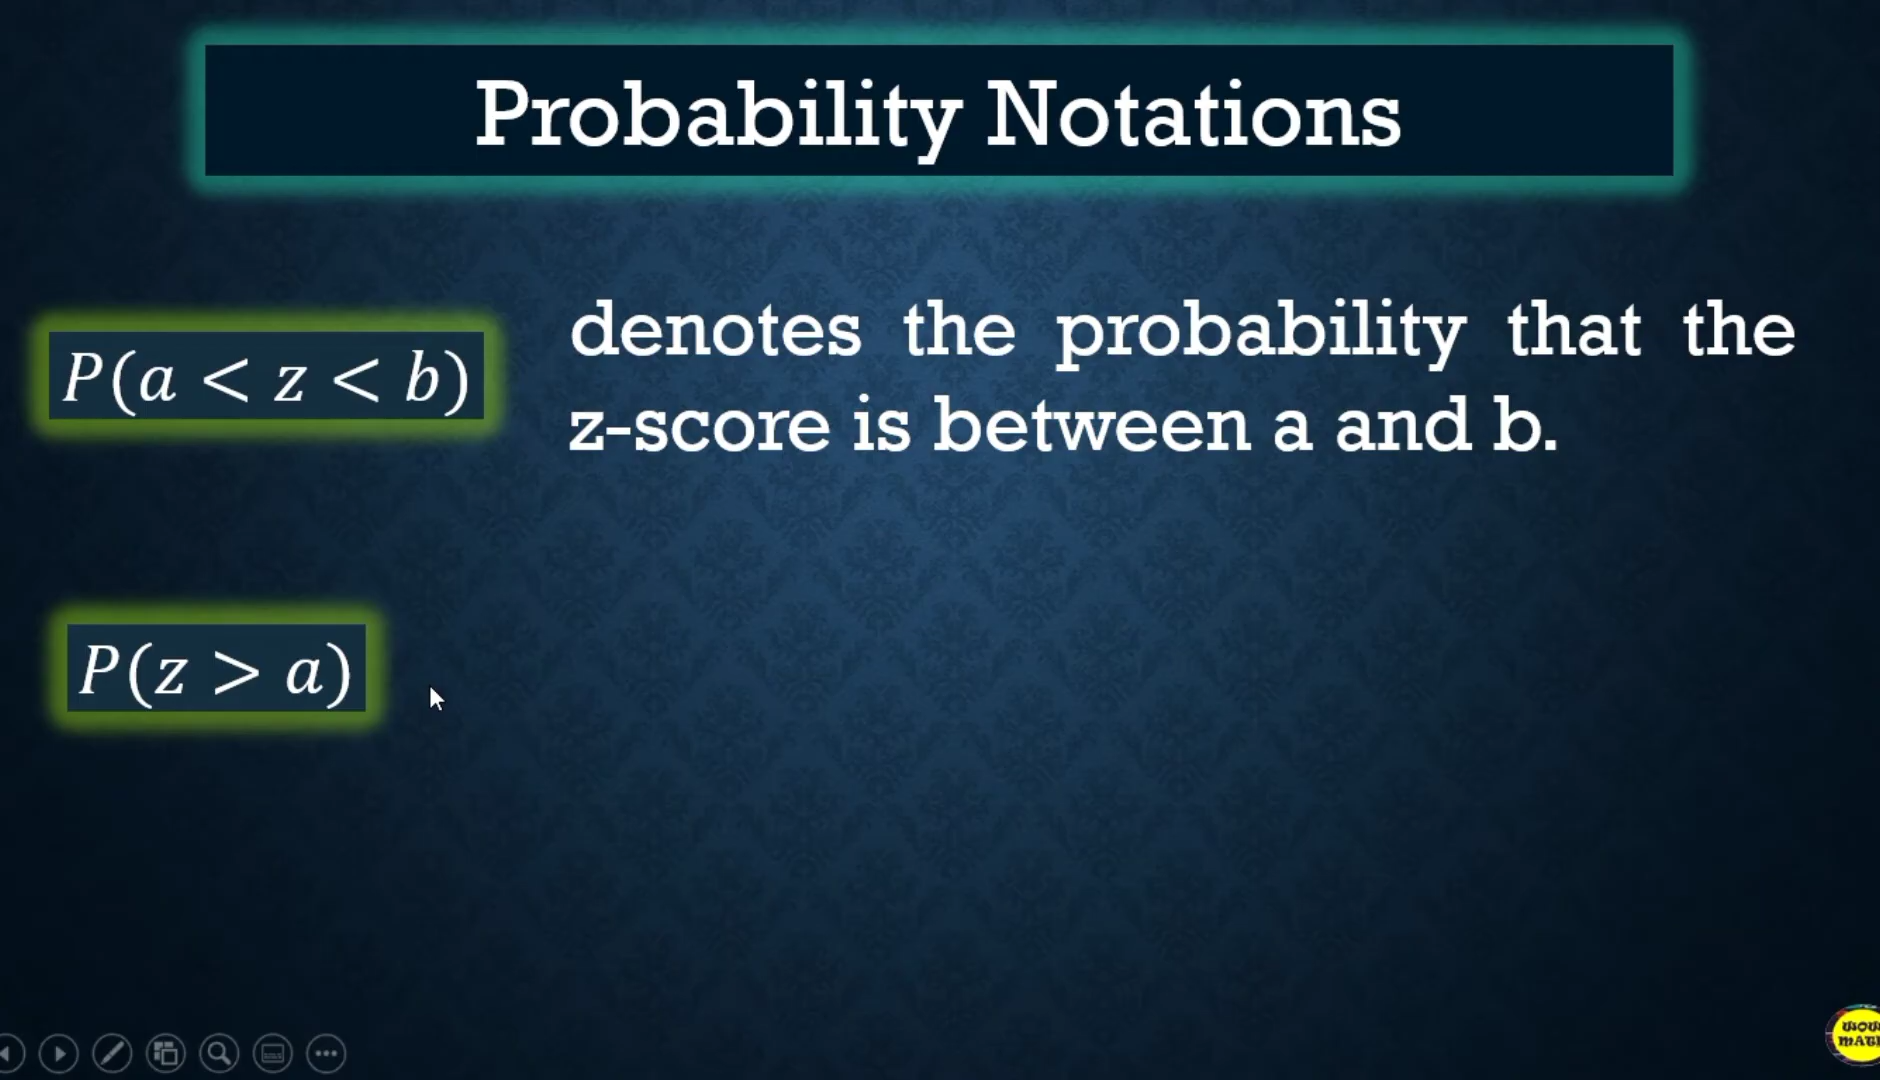 Probability Notations
P(a < z < b)
denotes the probability that the
z-score is between a and b.
P(z > a)